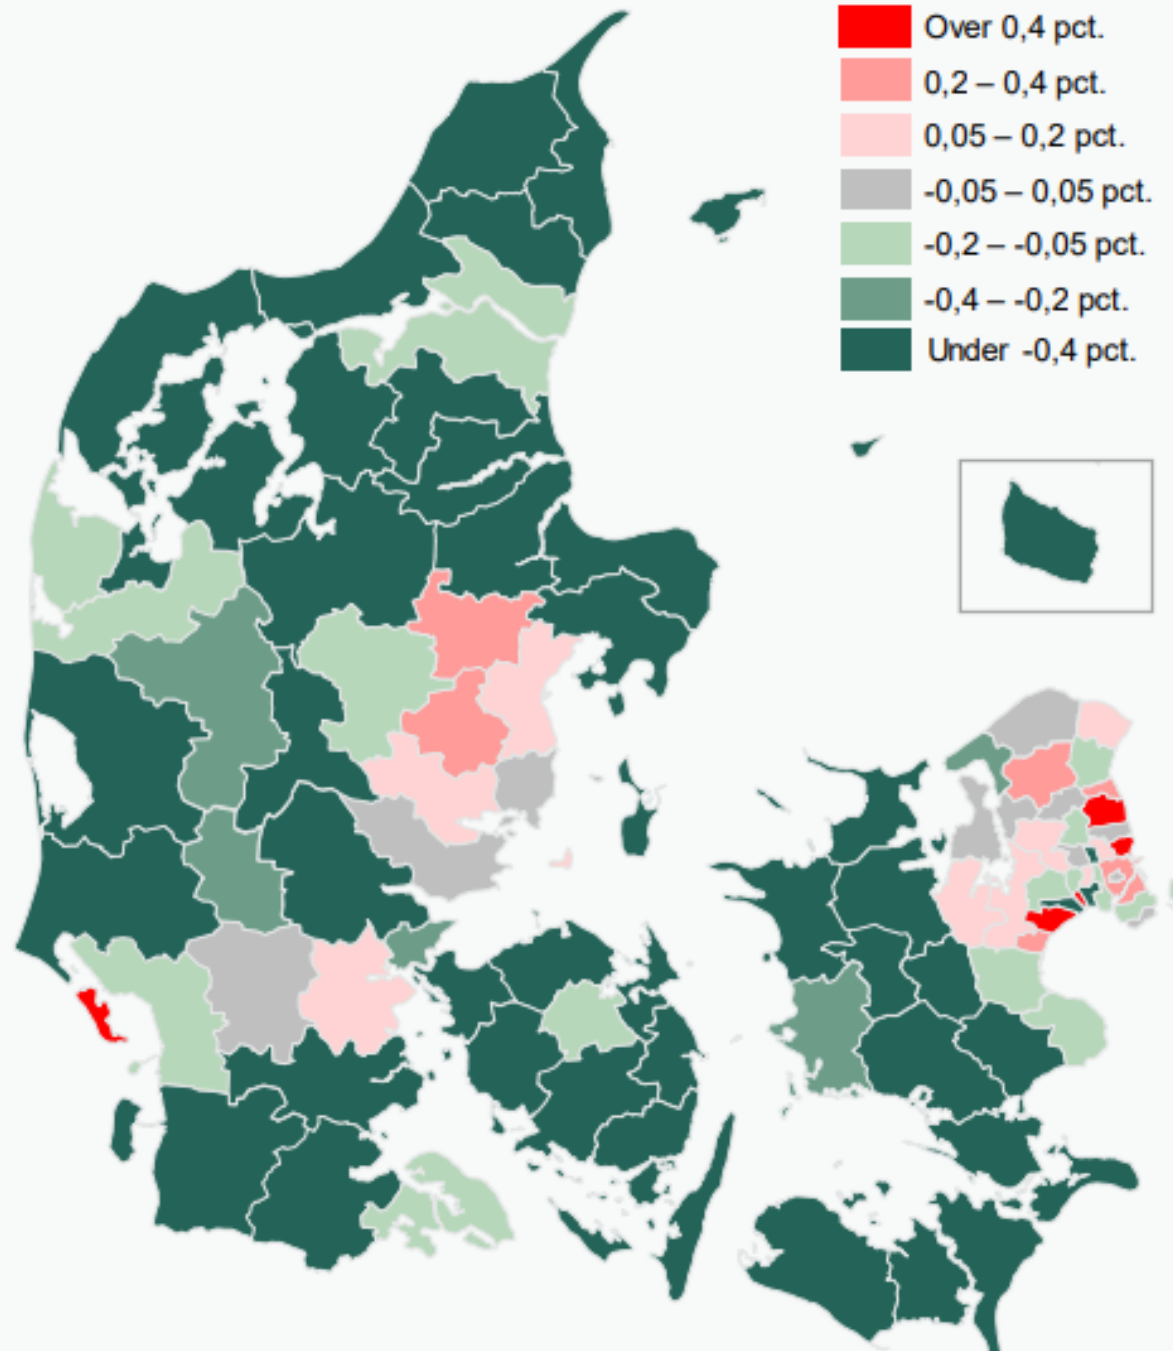 Over 0,4 pct.
0,2 – 0,4 pct.
0,05 – 0,2 pct.
-0,05 – 0,05 pct.
-0,2 – -0,05 pct.
-0,4 – -0,2 pct.
Under -0,4 pct.